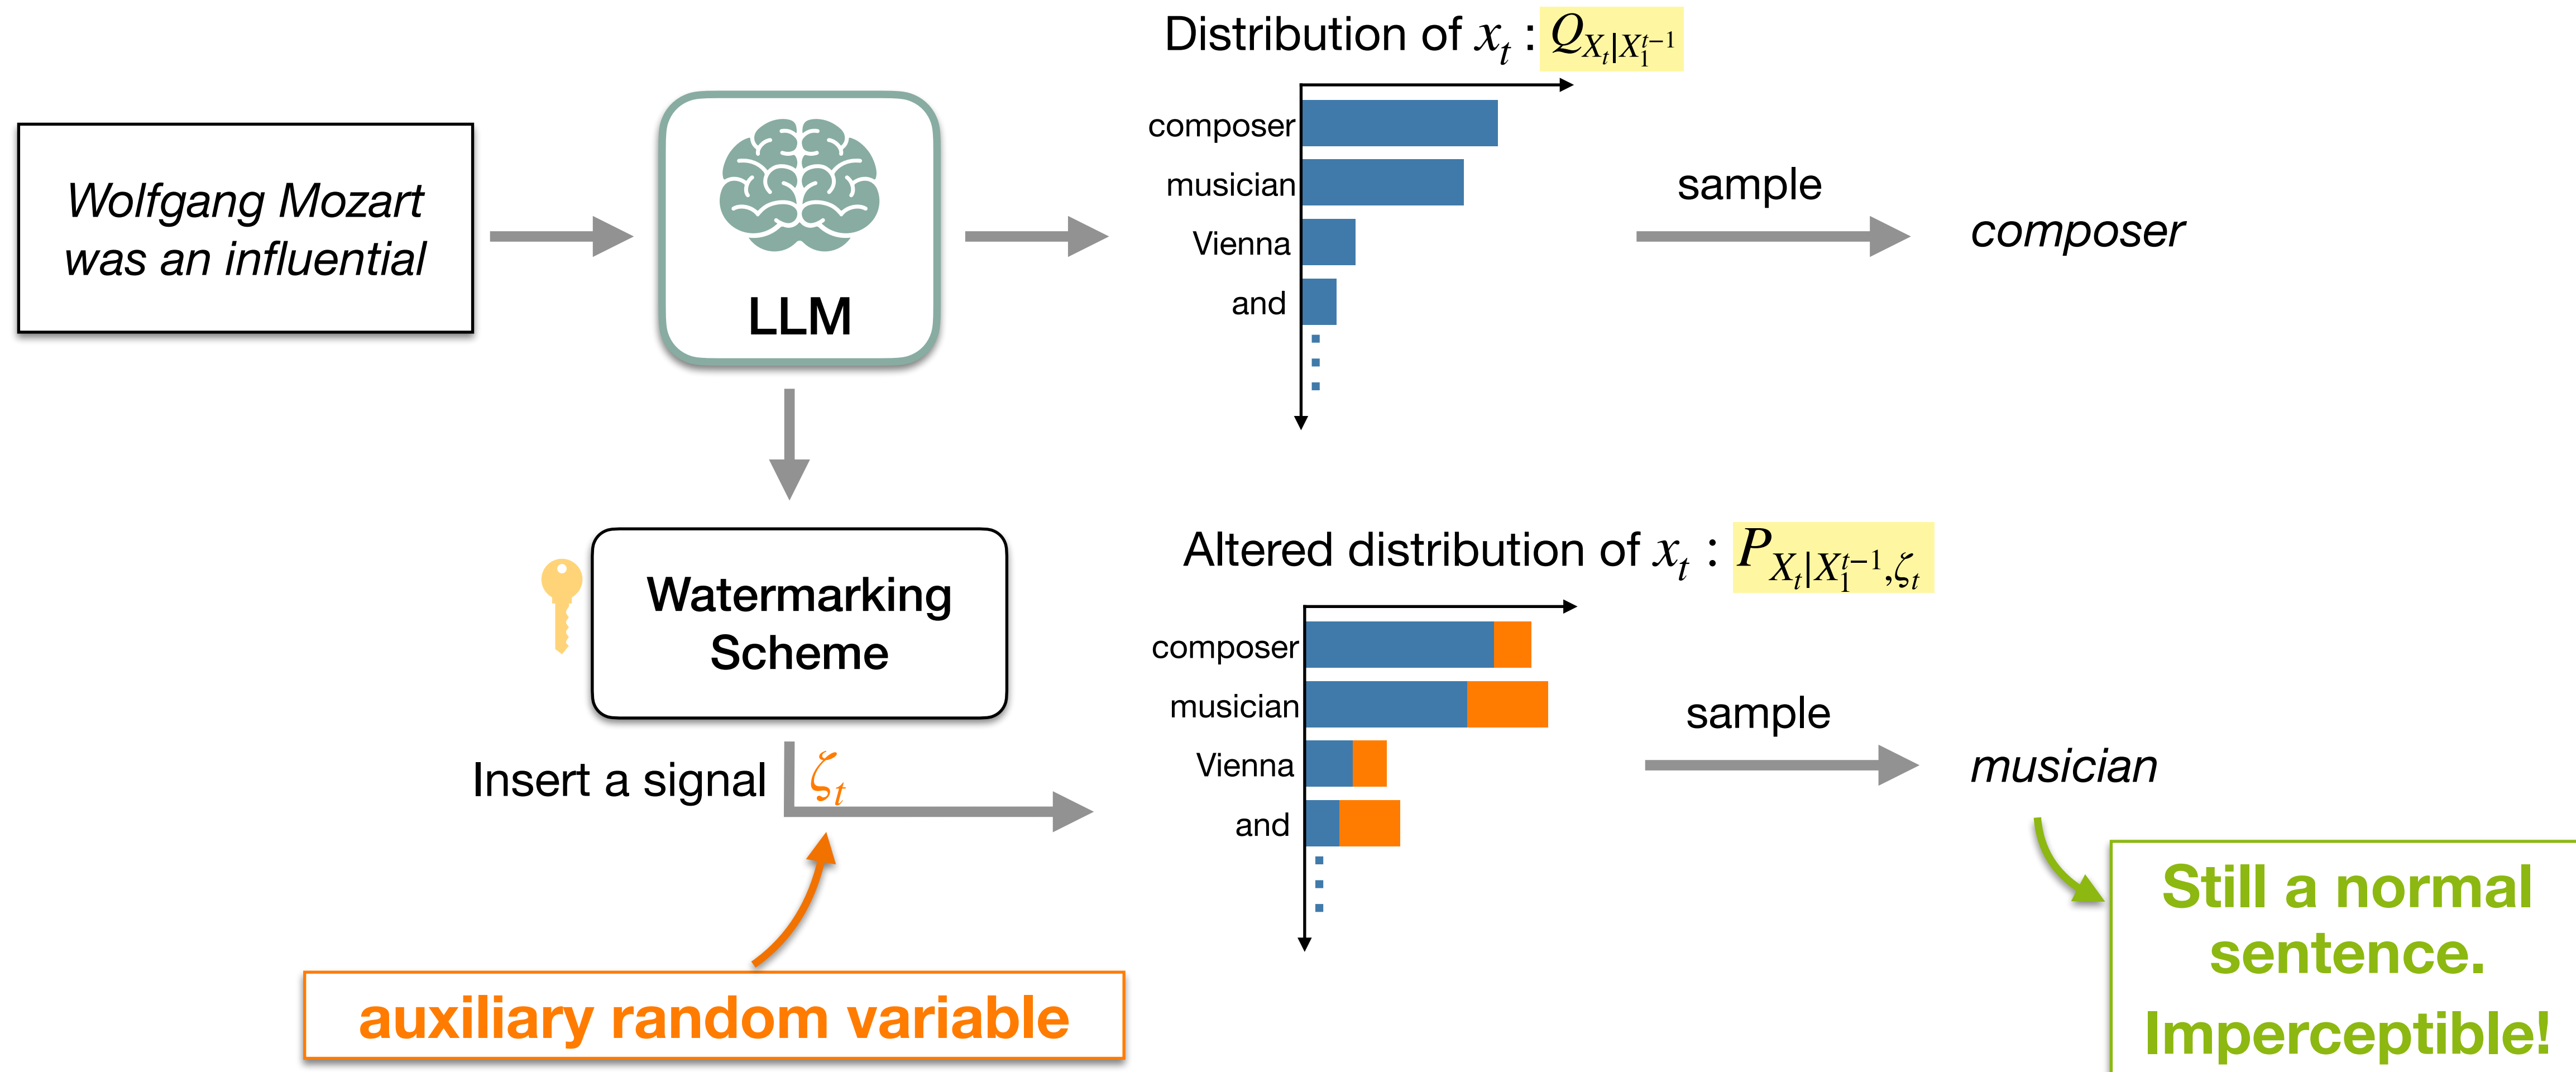 Distribution of x_t : Q_{X_t|X_1^{t-1}}
Wolfgang Mozart
was an influential
LLM
composer
musician
Vienna
and
sample
composer
Watermarking
Scheme
Insert a signal ζ_t
auxiliary random variable
Altered distribution of x_t : P_{X_t|X_1^{t-1},ζ_t}
composer
musician
Vienna
and
sample
musician
Still a normal
sentence.
Imperceptible!